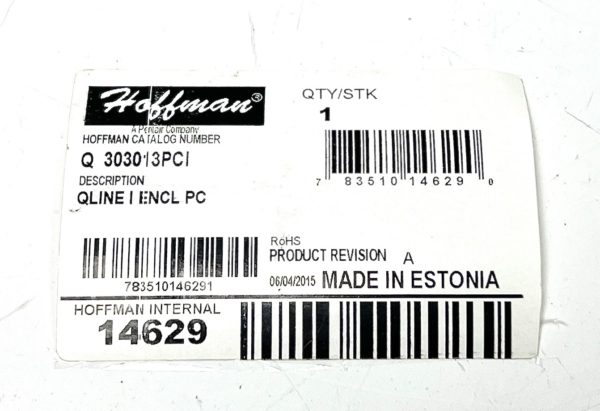 Hoffman®
A Pentair Company
HOFFMAN CATALOG NUMBER
Q 303013PCI
DESCRIPTION
QLINE I ENCL PC
QTY/STK
1
7 83510 14629 0
783510146291
RoHS
PRODUCT REVISION A
06/04/2015 MADE IN ESTONIA
HOFFMAN INTERNAL
14629